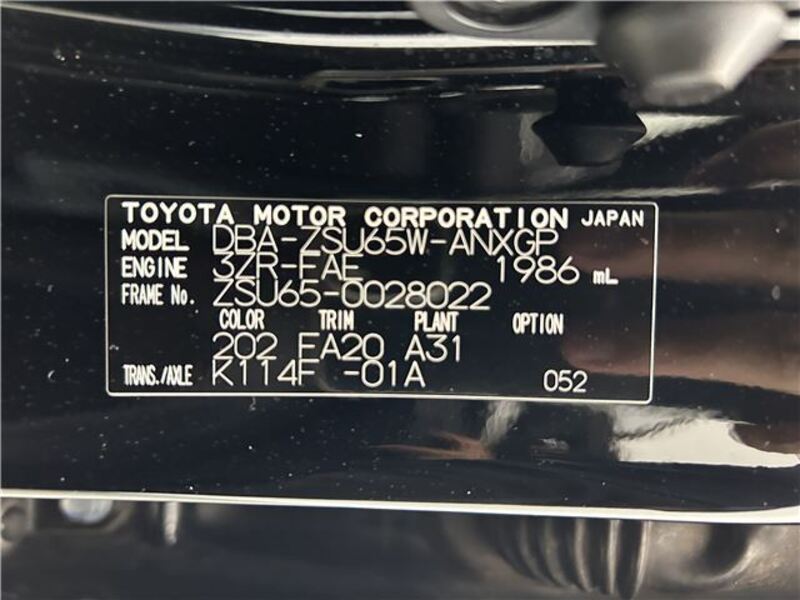 TOYOTA MOTOR CORPORATION JAPAN
MODEL DBA-ZSU65W-ANXGP
ENGINE 3ZR-FAE 1986 mL
FRAME No. ZSU65-0028022
COLOR TRIM PLANT OPTION
202 FA20 A31
TRANS./AXLE K114F -01A 052